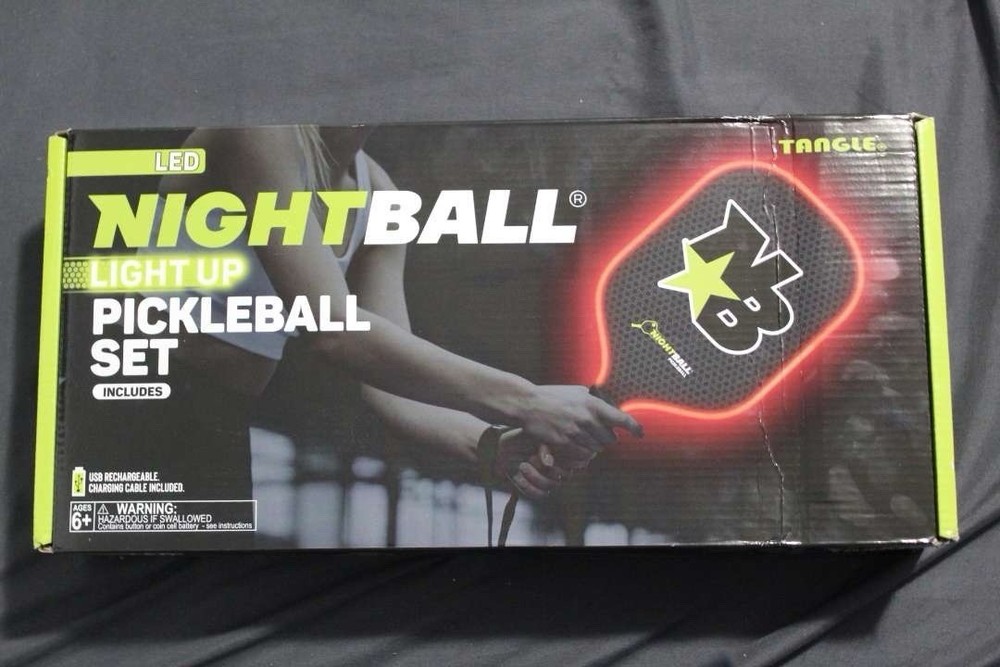 LED
TANGLE
NIGHTBALL®
LIGHT UP
PICKLEBALL
SET
INCLUDES
NB
NIGHTBALL
USB RECHARGEABLE.
CHARGING CABLE INCLUDED.
AGES
6+
WARNING:
HAZARDOUS IF SWALLOWED
Contains button or coin cell battery - see instructions